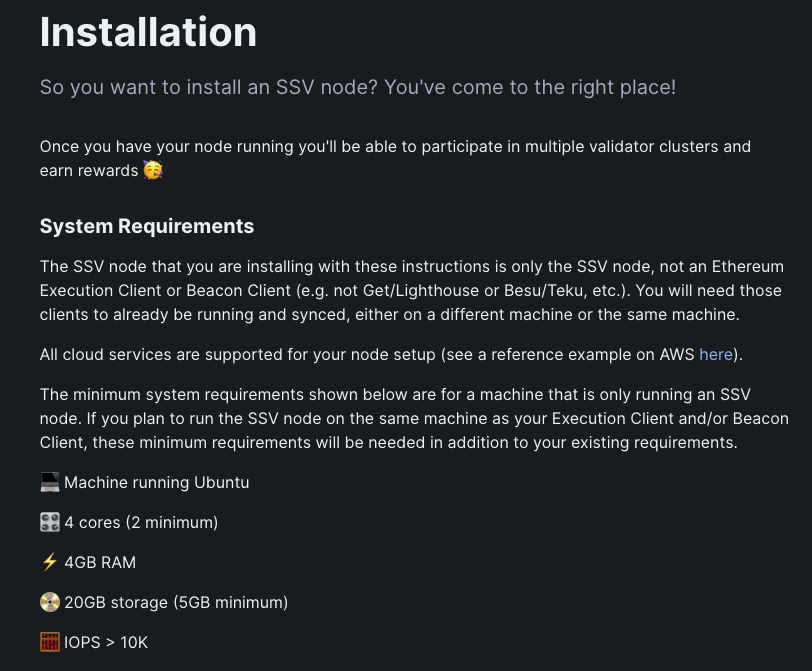 Installation
So you want to install an SSV node? You've come to the right place!
Once you have your node running you'll be able to participate in multiple validator clusters and
earn rewards 🥳
System Requirements
The SSV node that you are installing with these instructions is only the SSV node, not an Ethereum
Execution Client or Beacon Client (e.g. not Get/Lighthouse or Besu/Teku, etc.). You will need those
clients to already be running and synced, either on a different machine or the same machine.
All cloud services are supported for your node setup (see a reference example on AWS here).
The minimum system requirements shown below are for a machine that is only running an SSV
node. If you plan to run the SSV node on the same machine as your Execution Client and/or Beacon
Client, these minimum requirements will be needed in addition to your existing requirements.
💻 Machine running Ubuntu
🎛 4 cores (2 minimum)
⚡ 4GB RAM
📀 20GB storage (5GB minimum)
🧮 IOPS > 10K